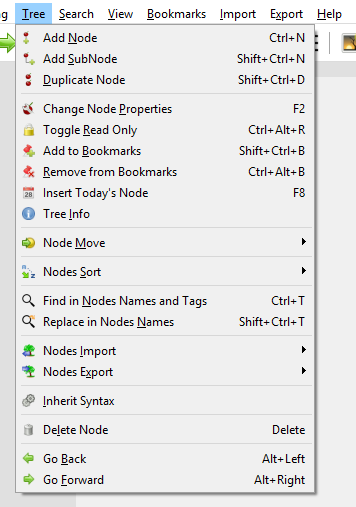 g Tree Search View Bookmarks Import Export Help
Add Node Ctrl+N
Add SubNode Shift+Ctrl+N
Duplicate Node Shift+Ctrl+D
Change Node Properties F2
Toggle Read Only Ctrl+Alt+R
Add to Bookmarks Shift+Ctrl+B
Remove from Bookmarks Ctrl+Alt+B
28 Insert Today's Node F8
Tree Info
Node Move
Nodes Sort
Find in Nodes Names and Tags Ctrl+T
Replace in Nodes Names Shift+Ctrl+T
Nodes Import
Nodes Export
Inherit Syntax
Delete Node Delete
Go Back Alt+Left
Go Forward Alt+Right